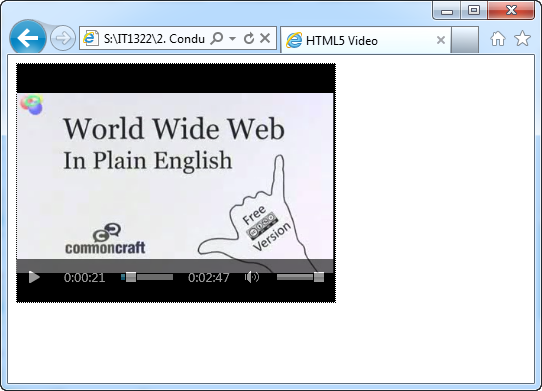 S:\IT1322\2. Condu
HTML5 Video
World Wide Web
In Plain English
Free
Version
commoncraft
0:00:21
0:02:47